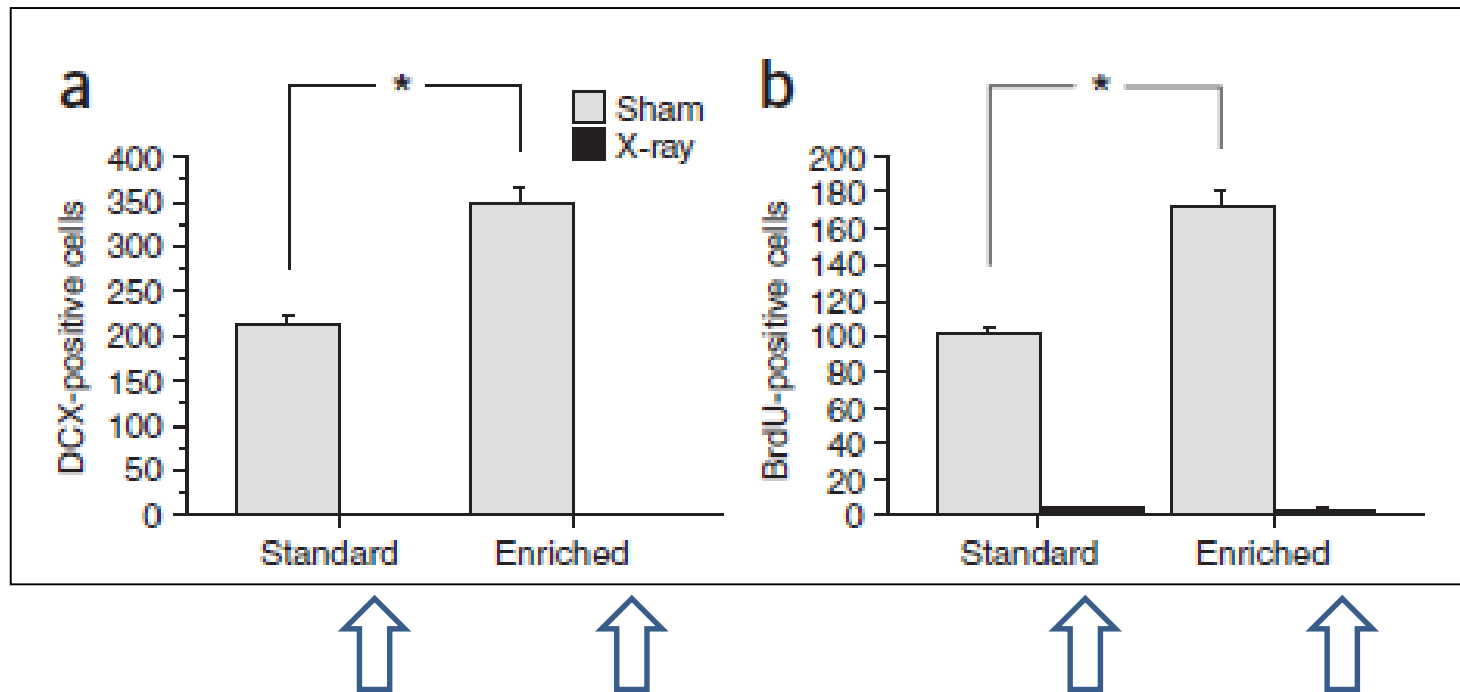 a
*
Sham
X-ray
DCX-positive cells
400
350
300
250
200
150
100
50
0
Standard Enriched
b
*
BrdU-positive cells
200
180
160
140
120
100
80
60
40
20
0
Standard Enriched